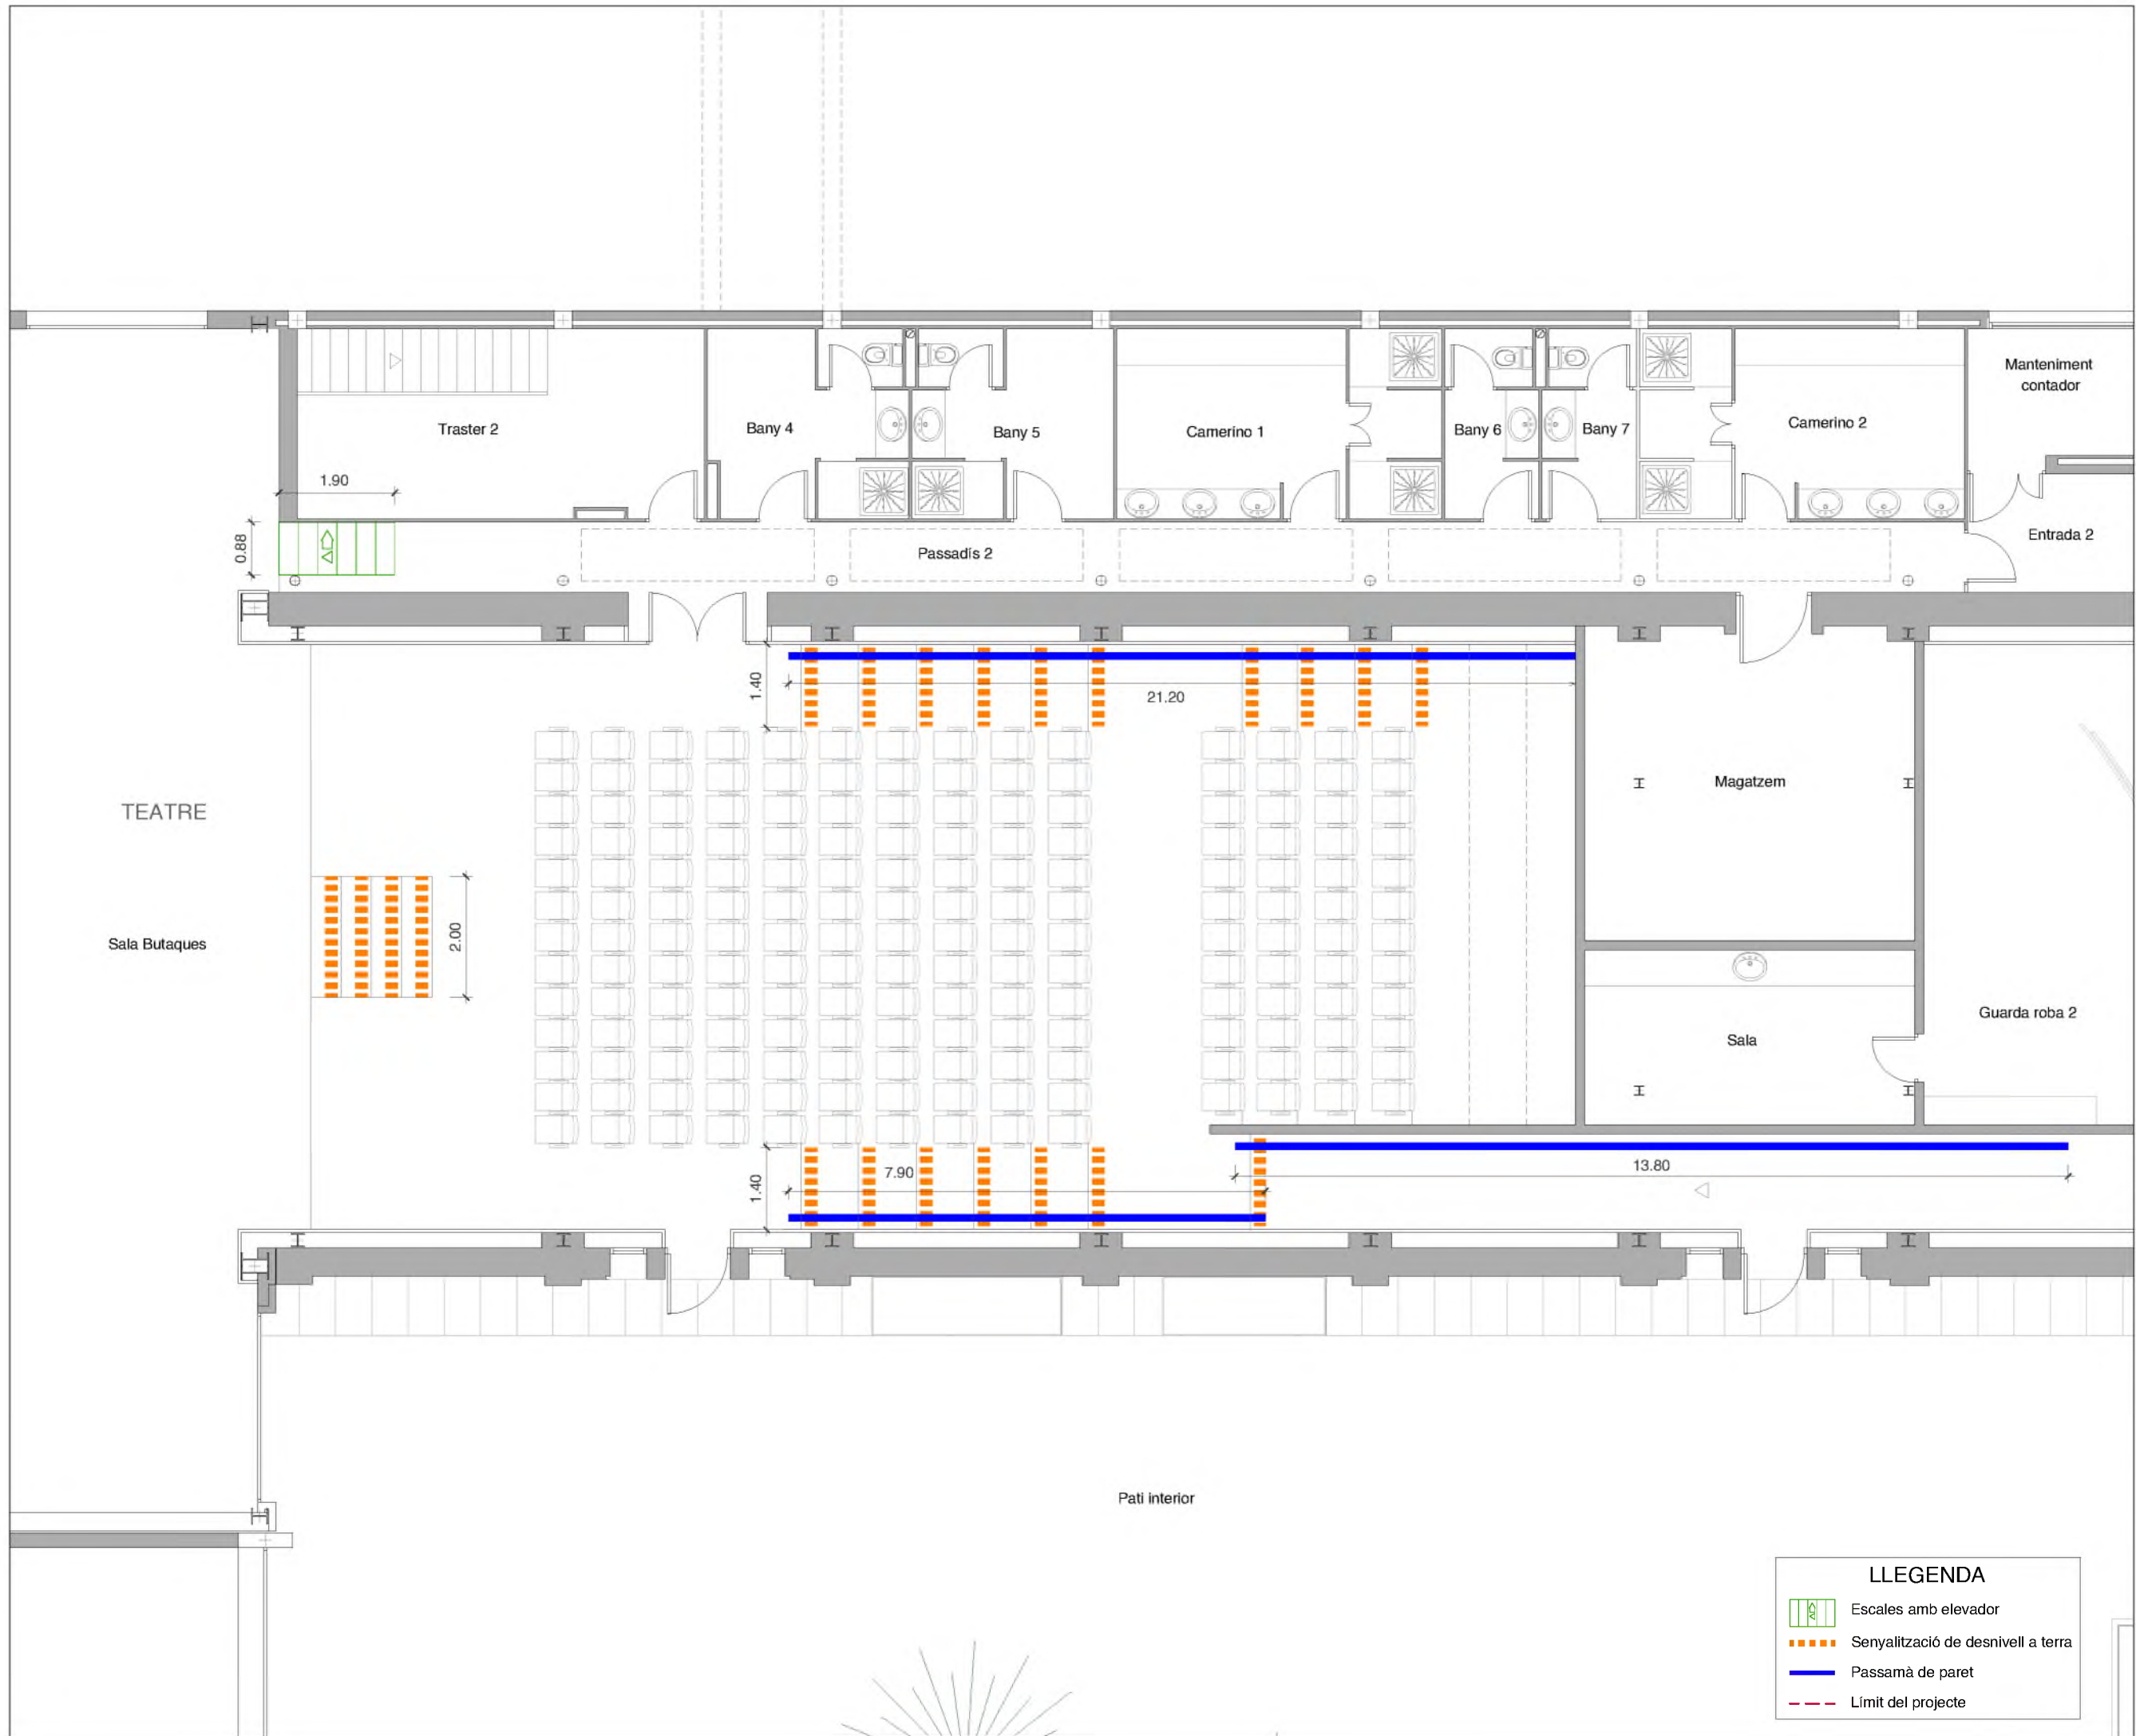 Manteniment
contador
Traster 2
Bany 4
Bany 5
Camerino 1
Bany 6
Bany 7
Camerino 2
1.90
0.88
Passadís 2
Entrada 2
1.40
21.20
TEATRE
Magatzem
Sala Butaques
2.00
Guarda roba 2
Sala
1.40
7.90
13.80
Pati interior
LLEGENDA
Escales amb elevador
Senyalització de desnivell a terra
Passamà de paret
Límit del projecte